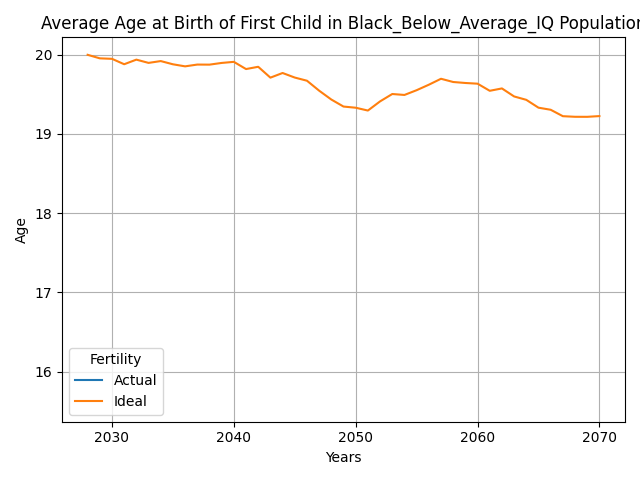 Average Age at Birth of First Child in Black_Below_Average_IQ Population
20
19
18
17
16
Age
Fertility
Actual
Ideal
2030 2040 2050 2060 2070
Years